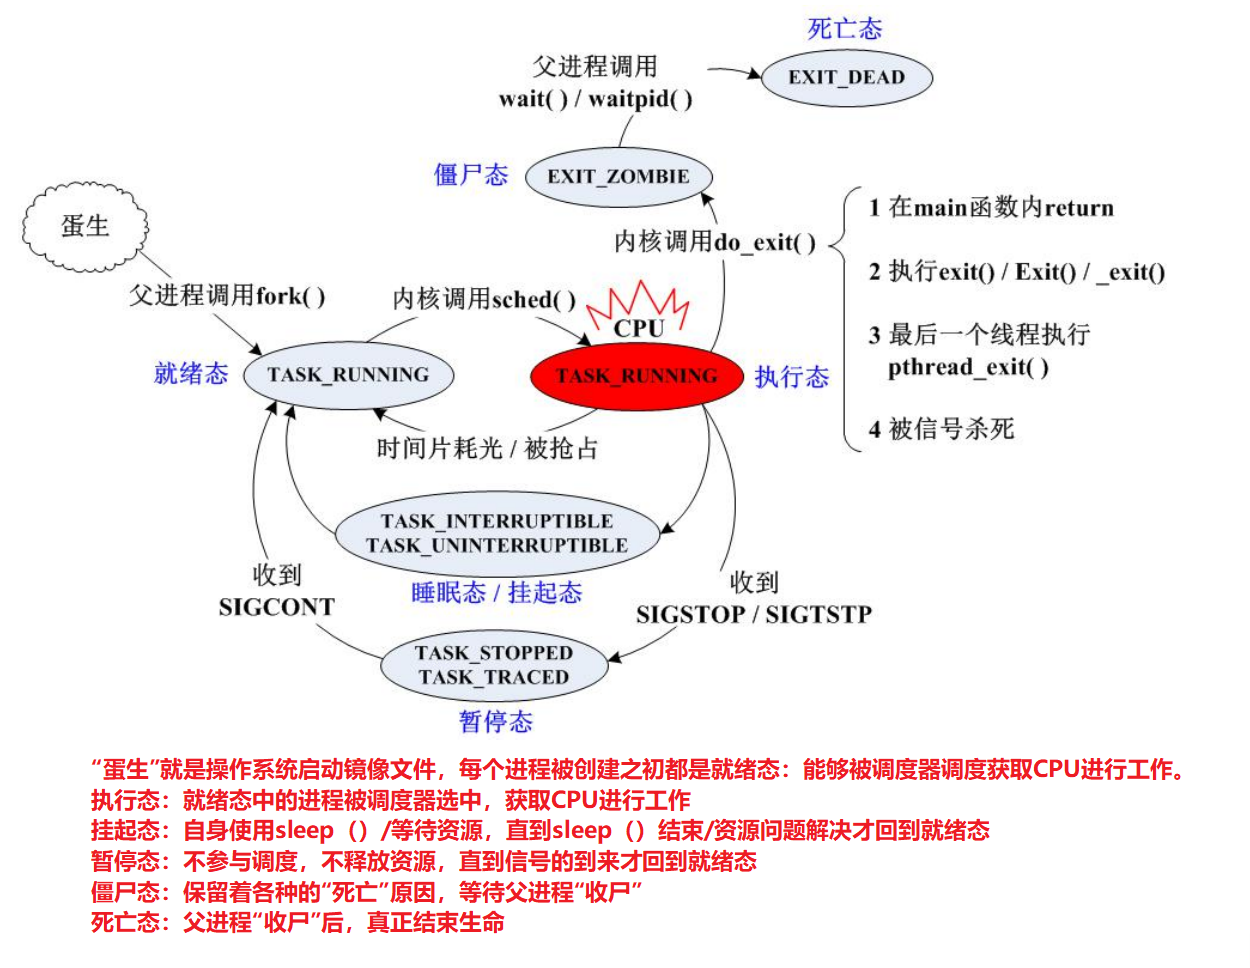 死亡态
父进程调用
wait( ) / waitpid( )
EXIT_DEAD
僵尸态
EXIT_ZOMBIE
蛋生
内核调用do_exit( )
1 在main函数内return
2 执行exit() / Exit() / _exit()
3 最后一个线程执行
pthread_exit( )
4 被信号杀死
父进程调用fork( )
内核调用sched( )
CPU
就绪态
TASK_RUNNING
TASK_RUNNING
执行态
时间片耗光 / 被抢占
TASK_INTERRUPTIBLE
TASK_UNINTERRUPTIBLE
睡眠态 / 挂起态
收到
SIGCONT
收到
SIGSTOP / SIGTSTP
TASK_STOPPED
TASK_TRACED
暂停态
“蛋生”就是操作系统启动镜像文件，每个进程被创建之初都是就绪态：能够被调度器调度获取CPU进行工作。
执行态：就绪态中的进程被调度器选中，获取CPU进行工作
挂起态：自身使用sleep（）/等待资源，直到sleep（）结束/资源问题解决才回到就绪态
暂停态：不参与调度，不释放资源，直到信号的到来才回到就绪态
僵尸态：保留着各种的“死亡”原因，等待父进程“收尸”
死亡态：父进程“收尸”后，真正结束生命